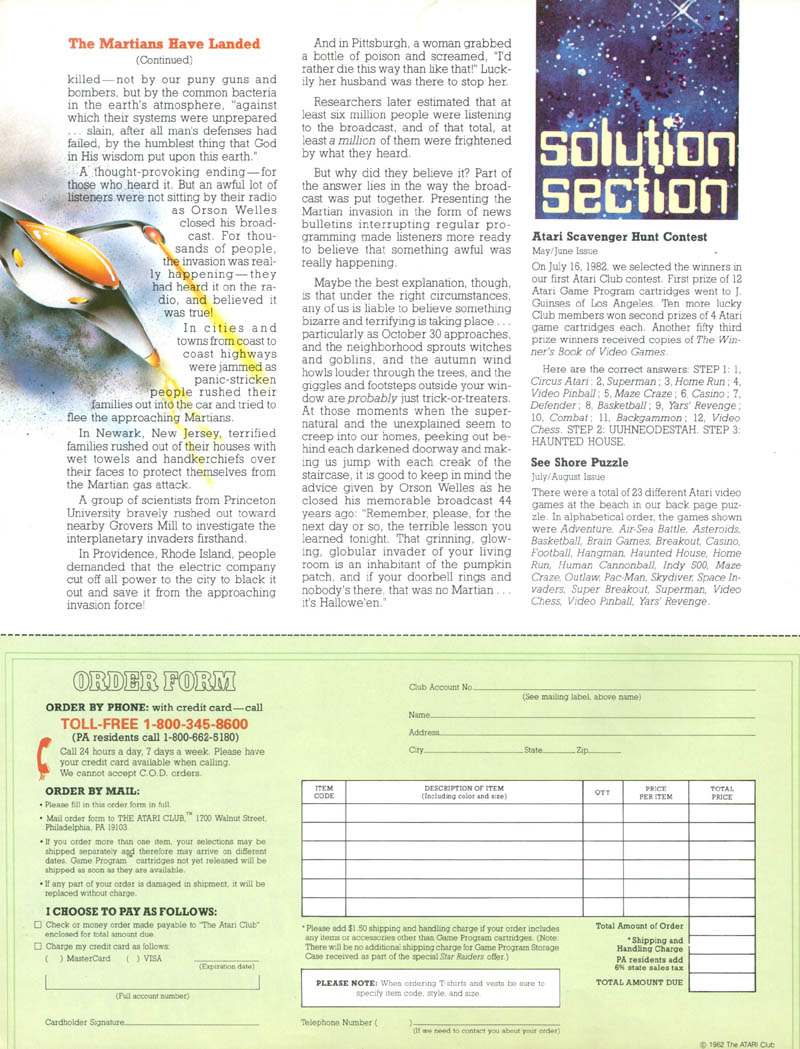 The Martians Have Landed
(Continued)
killed—not by our puny guns and
bombers, but by the common bacteria
in the earth's atmosphere, "against
which their systems were unprepared
... slain, after all man's defenses had
failed, by the humblest thing that God
in His wisdom put upon this earth."
A thought-provoking ending—for
those who heard it. But an awful lot of
listeners were not sitting by their radio
as Orson Welles
closed his broad-
cast. For thou-
sands of people,
the invasion was real-
ly happening—they
had heard it on the ra-
dio, and believed it
was true!
In cities and
towns from coast to
coast highways
were jammed as
panic-stricken
people rushed their
families out into the car and tried to
flee the approaching Martians.
In Newark, New Jersey, terrified
families rushed out of their houses with
wet towels and handkerchiefs over
their faces to protect themselves from
the Martian gas attack.
A group of scientists from Princeton
University bravely rushed out toward
nearby Grovers Mill to investigate the
interplanetary invaders firsthand.
In Providence, Rhode Island, people
demanded that the electric company
cut off all power to the city to black it
out and save it from the approaching
invasion force!
And in Pittsburgh, a woman grabbed
a bottle of poison and screamed, "I'd
rather die this way than like that!" Luck-
ily her husband was there to stop her.
Researchers later estimated that at
least six million people were listening
to the broadcast, and of that total, at
least a million of them were frightened
by what they heard.
But why did they believe it? Part of
the answer lies in the way the broad-
cast was put together. Presenting the
Martian invasion in the form of news
bulletins interrupting regular pro-
gramming made listeners more ready
to believe that something awful was
really happening.
Maybe the best explanation, though,
is that under the right circumstances,
any of us is liable to believe something
bizarre and terrifying is taking place ...
particularly as October 30 approaches,
and the neighborhood sprouts witches
and goblins, and the autumn wind
howls louder through the trees, and the
giggles and footsteps outside your win-
dow are probably just trick-or-treaters.
At those moments when the super-
natural and the unexplained seem to
creep into our homes, peeking out be-
hind each darkened doorway and mak-
ing us jump with each creak of the
staircase, it is good to keep in mind the
advice given by Orson Welles as he
closed his memorable broadcast 44
years ago: "Remember, please, for the
next day or so, the terrible lesson you
learned tonight. That grinning, glow-
ing, globular invader of your living
room is an inhabitant of the pumpkin
patch, and if your doorbell rings and
nobody's there, that was no Martian ...
it's Hallowe'en."
solution
section
Atari Scavenger Hunt Contest
May/June Issue
On July 16, 1982, we selected the winners in
our first Atari Club contest. First prize of 12
Atari Game Program cartridges went to J.
Guinses of Los Angeles. Ten more lucky
Club members won second prizes of 4 Atari
game cartridges each. Another fifty third
prize winners received copies of The Win-
ner's Book of Video Games.
Here are the correct answers: STEP 1: 1,
Circus Atari; 2, Superman; 3, Home Run; 4,
Video Pinball; 5, Maze Craze; 6, Casino; 7,
Defender; 8, Basketball; 9, Yars' Revenge;
10, Combat; 11, Backgammon; 12, Video
Chess. STEP 2: UUHNEODESTAH. STEP 3:
HAUNTED HOUSE.
See Shore Puzzle
July/August Issue
There were a total of 23 different Atari video
games at the beach in our back page puz-
zle. In alphabetical order, the games shown
were Adventure, Air-Sea Battle, Asteroids,
Basketball, Brain Games, Breakout, Casino,
Football, Hangman, Haunted House, Home
Run, Human Cannonball, Indy 500, Maze
Craze, Outlaw, Pac-Man, Skydiver, Space In-
vaders, Super Breakout, Superman, Video
Chess, Video Pinball, Yars' Revenge.
ORDER FORM
ORDER BY PHONE: with credit card—call
TOLL-FREE 1-800-345-8600
(PA residents call 1-800-662-5180)
Call 24 hours a day, 7 days a week. Please have
your credit card available when calling.
We cannot accept C.O.D. orders.
ORDER BY MAIL:
• Please fill in this order form in full.
• Mail order form to THE ATARI CLUB,™ 1700 Walnut Street,
Philadelphia, PA 19103.
• If you order more than one item, your selections may be
shipped separately and therefore may arrive on different
dates. Game Program™ cartridges not yet released will be
shipped as soon as they are available.
• If any part of your order is damaged in shipment, it will be
replaced without charge.
I CHOOSE TO PAY AS FOLLOWS:
Check or money order made payable to "The Atari Club"
enclosed for total amount due.
Charge my credit card as follows:
( ) MasterCard ( ) VISA
(Expiration date)
(Full account number)
Cardholder Signature
Club Account No.
(See mailing label, above name)
Name
Address
City State Zip
ITEM CODE DESCRIPTION OF ITEM (Including color and size) QTY PRICE PER ITEM TOTAL PRICE
*Please add $1.50 shipping and handling charge if your order includes
any items or accessories other than Game Program cartridges. (Note:
There will be no additional shipping charge for Game Program Storage
Case received as part of the special Star Raiders offer.)
Total Amount of Order
*Shipping and
Handling Charge
PA residents add
6% state sales tax
TOTAL AMOUNT DUE
PLEASE NOTE: When ordering T-shirts and vests be sure to
specify item code, style, and size.
Telephone Number ( )
(If we need to contact you about your order)
© 1982 The ATARI Club